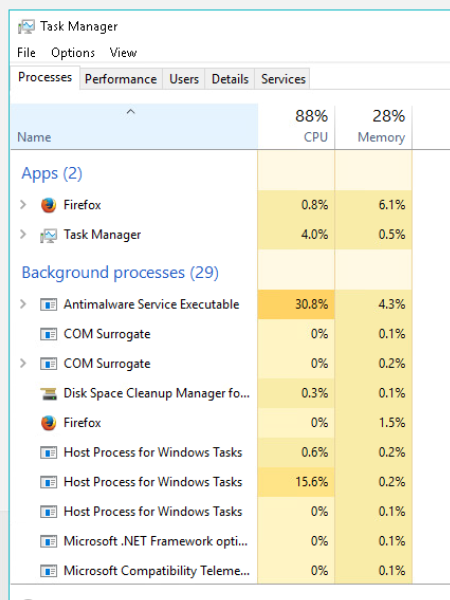 Task Manager
File Options View
Processes Performance Users Details Services
88% 28%
Name CPU Memory
Apps (2)
Firefox 0.8% 6.1%
Task Manager 4.0% 0.5%
Background processes (29)
Antimalware Service Executable 30.8% 4.3%
COM Surrogate 0% 0.1%
COM Surrogate 0% 0.2%
Disk Space Cleanup Manager fo... 0.3% 0.1%
Firefox 0% 1.5%
Host Process for Windows Tasks 0.6% 0.2%
Host Process for Windows Tasks 15.6% 0.2%
Host Process for Windows Tasks 0% 0.1%
Microsoft .NET Framework opti... 0% 0.1%
Microsoft Compatibility Teleme... 0% 0.1%